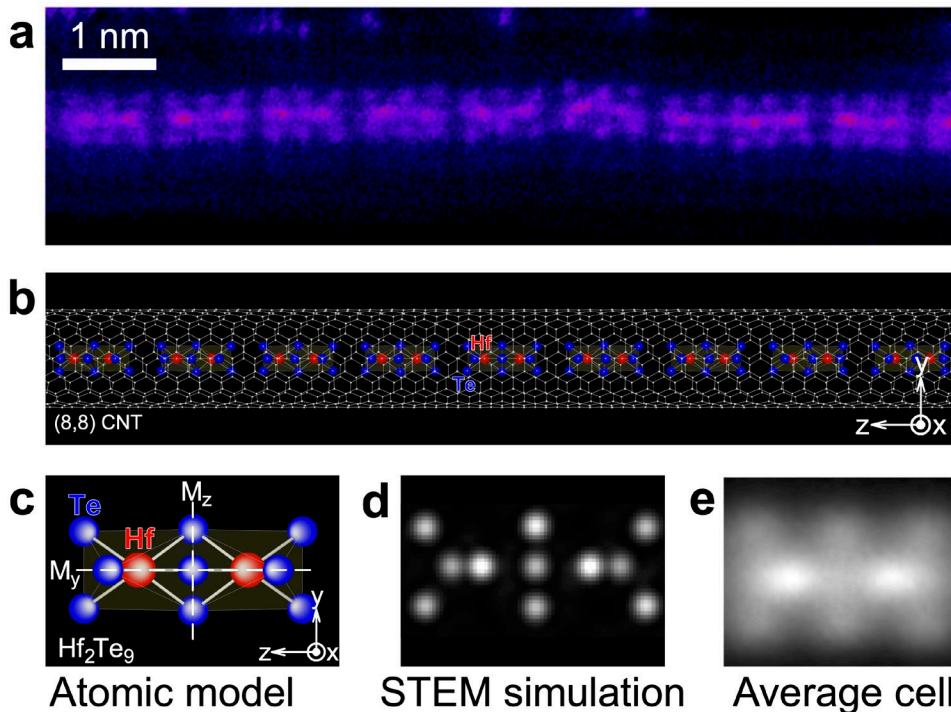 a
1 nm
b
Hf
Te
(8,8) CNT
y
z
x
c
Te
Hf
Mz
My
Hf2Te9
y
z
x
Atomic model
d
STEM simulation
e
Average cell